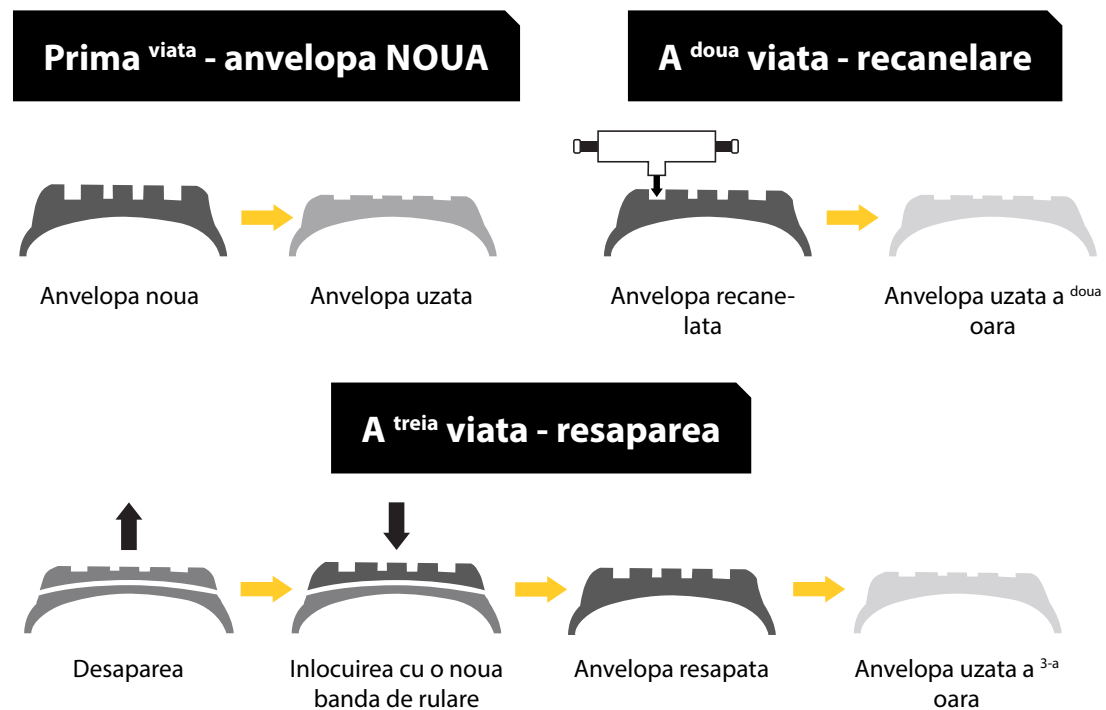 Prima viata - anvelopa NOUA
A doua viata - recanelare
Anvelopa noua
Anvelopa uzata
Anvelopa recane-
lata
Anvelopa uzata a doua
oara
A treia viata - resaparea
Desaparea
Inlocuirea cu o noua
banda de rulare
Anvelopa resapata
Anvelopa uzata a 3-a
oara